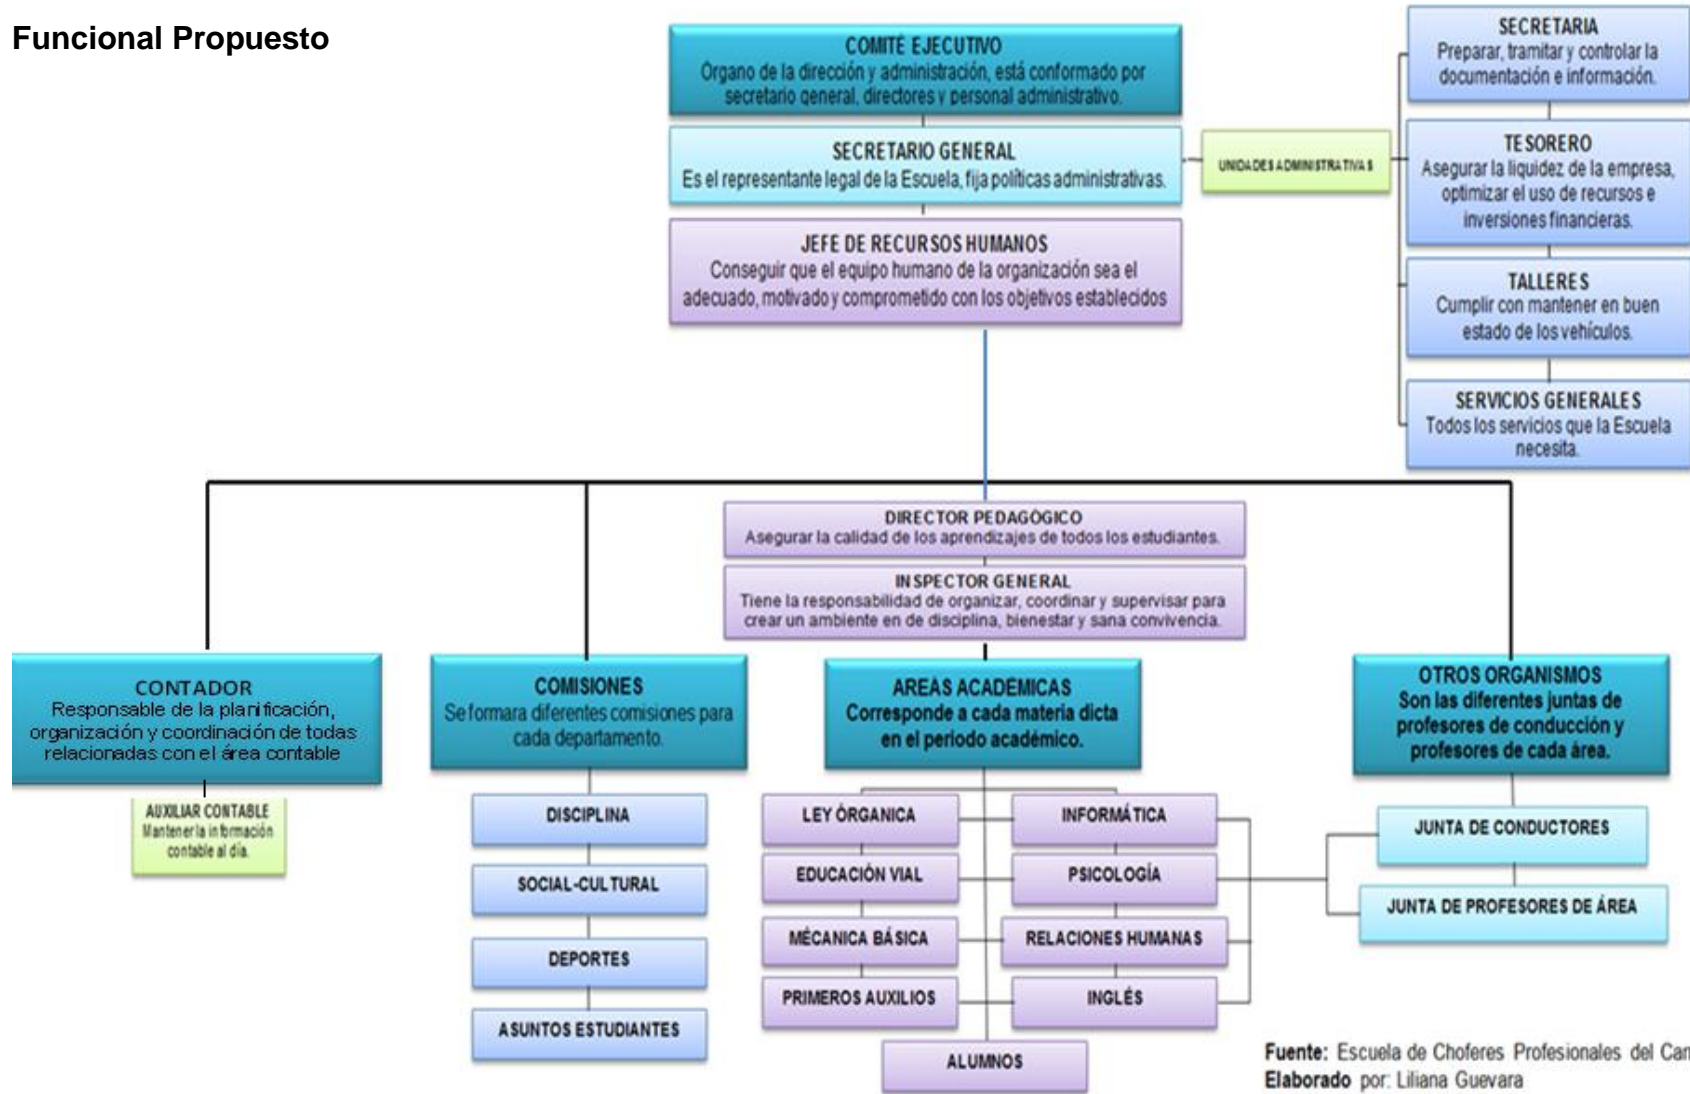 Funcional Propuesto
COMITÉ EJECUTIVO
Órgano de la dirección y administración, está conformado por
secretario general, directores y personal administrativo.
SECRETARIO GENERAL
Es el representante legal de la Escuela, fija políticas administrativas.
JEFE DE RECURSOS HUMANOS
Conseguir que el equipo humano de la organización sea el
adecuado, motivado y comprometido con los objetivos establecidos
UNIDADES ADMINISTRATIVAS
SECRETARIA
Preparar, tramitar y controlar la
documentación e información.
TESORERO
Asegurar la liquidez de la empresa,
optimizar el uso de recursos e
inversiones financieras.
TALLERES
Cumplir con mantener en buen
estado de los vehículos.
SERVICIOS GENERALES
Todos los servicios que la Escuela
necesita.
DIRECTOR PEDAGÓGICO
Asegurar la calidad de los aprendizajes de todos los estudiantes.
INSPECTOR GENERAL
Tiene la responsabilidad de organizar, coordinar y supervisar para
crear un ambiente en de disciplina, bienestar y sana convivencia.
CONTADOR
Responsable de la planificación,
organización y coordinación de todas
relacionadas con el área contable
AUXILIAR CONTABLE
Mantener la información
contable al día.
COMISIONES
Se formara diferentes comisiones para
cada departamento.
DISCIPLINA
SOCIAL-CULTURAL
DEPORTES
ASUNTOS ESTUDIANTES
AREAS ACADÉMICAS
Corresponde a cada materia dicta
en el periodo académico.
LEY ÓRGANICA
INFORMÁTICA
EDUCACIÓN VIAL
PSICOLOGÍA
MÉCANICA BÁSICA
RELACIONES HUMANAS
PRIMEROS AUXILIOS
INGLÉS
ALUMNOS
OTROS ORGANISMOS
Son las diferentes juntas de
profesores de conducción y
profesores de cada área.
JUNTA DE CONDUCTORES
JUNTA DE PROFESORES DE ÁREA
Fuente: Escuela de Choferes Profesionales del Can
Elaborado por: Liliana Guevara